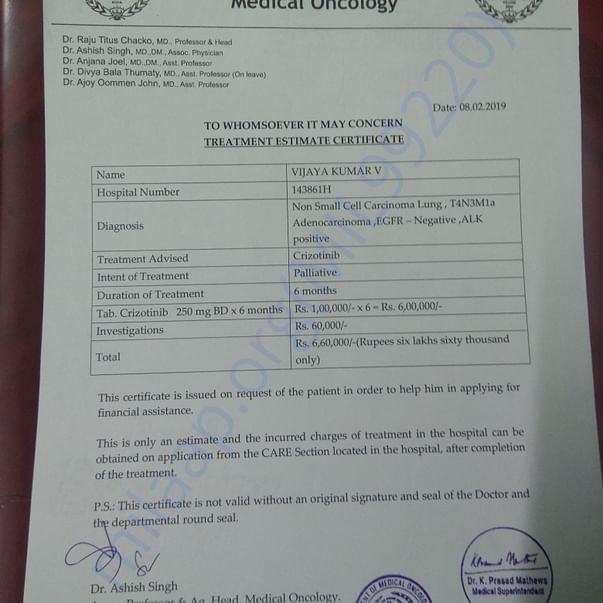 Medical Oncology
Dr. Raju Titus Chacko, MD., Professor & Head
Dr. Ashish Singh, MD.,DM., Assoc. Physician
Dr. Anjana Joel, MD.,DM., Asst. Professor
Dr. Divya Bala Thumaty, MD., Asst. Professor (On leave)
Dr. Ajoy Oommen John, MD., Asst. Professor
Date: 08.02.2019
TO WHOMSOEVER IT MAY CONCERN
TREATMENT ESTIMATE CERTIFICATE
Name VIJAYA KUMAR V
Hospital Number 143861H
Diagnosis Non Small Cell Carcinoma Lung , T4N3M1a
Adenocarcinoma ,EGFR – Negative ,ALK
positive
Treatment Advised Crizotinib
Intent of Treatment Palliative
Duration of Treatment 6 months
Tab. Crizotinib 250 mg BD x 6 months Rs. 1,00,000/- x 6 = Rs. 6,00,000/-
Investigations Rs. 60,000/-
Total Rs. 6,60,000/-(Rupees six lakhs sixty thousand
only)
This certificate is issued on request of the patient in order to help him in applying for
financial assistance.
This is only an estimate and the incurred charges of treatment in the hospital can be
obtained on application from the CARE Section located in the hospital, after completion
of the treatment.
P.S.: This certificate is not valid without an original signature and seal of the Doctor and
the departmental round seal.
Dr. Ashish Singh
Professor & Ag. Head, Medical Oncology.
OF MEDICAL ONCOL
Dr. K. Prasad Mathews
Medical Superintendent